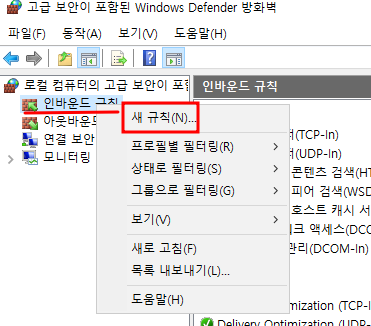 고급 보안이 포함된 Windows Defender 방화벽
파일(F) 동작(A) 보기(V) 도움말(H)
로컬 컴퓨터의 고급 보안이 포함
인바운드 규칙
아웃바운드
연결 보안
모니터링
인바운드 규칙
새 규칙(N)...
프로필별 필터링(R)
상태로 필터링(S)
그룹으로 필터링(G)
보기(V)
새로 고침(F)
목록 내보내기(L)...
도움말(H)
(TCP-In)
(UDP-In)
콘텐츠 검색(WSD
피어 검색(WSD
호스트 캐시 서
크 액세스(DCO
관리(DCOM-In)
mization (TCP-I
Delivery Optimization (UDP-